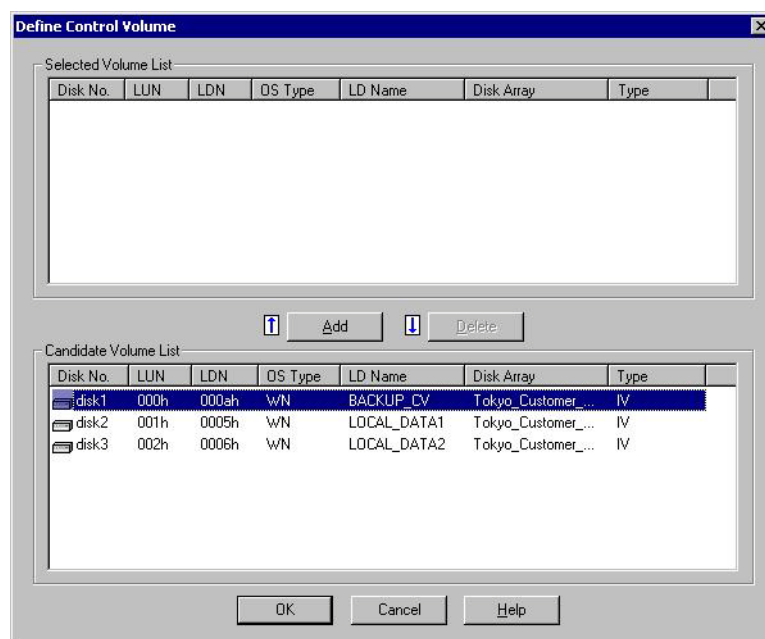 Define Control Volume
Selected Volume List
Disk No. LUN LDN OS Type LD Name Disk Array Type
Add Delete
Candidate Volume List
Disk No. LUN LDN OS Type LD Name Disk Array Type
disk1 000h 000ah WN BACKUP_CV Tokyo_Customer_... IV
disk2 001h 0005h WN LOCAL_DATA1 Tokyo_Customer_... IV
disk3 002h 0006h WN LOCAL_DATA2 Tokyo_Customer_... IV
OK Cancel Help